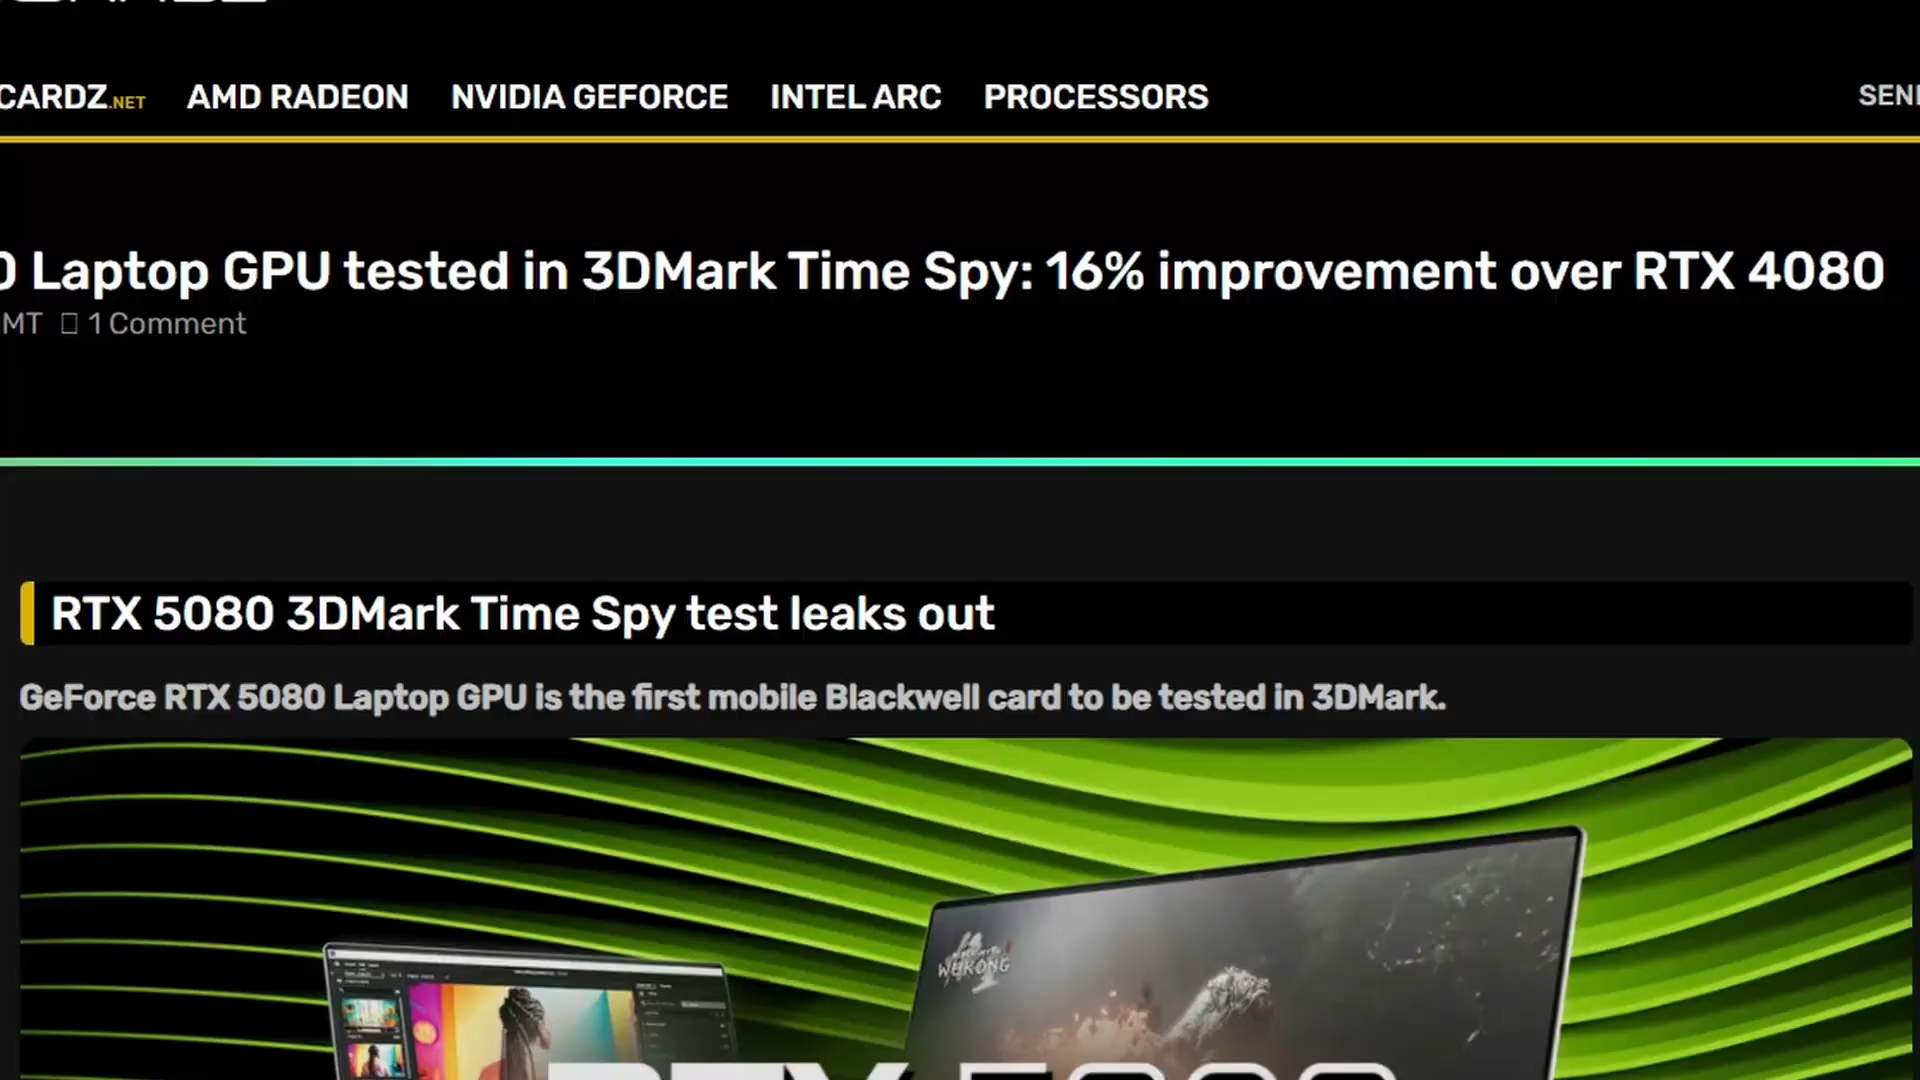 CARDZ.NET AMD RADEON NVIDIA GEFORCE INTEL ARC PROCESSORS
0 Laptop GPU tested in 3DMark Time Spy: 16% improvement over RTX 4080
MT 1 Comment
RTX 5080 3DMark Time Spy test leaks out
GeForce RTX 5080 Laptop GPU is the first mobile Blackwell card to be tested in 3DMark.
WUKONG